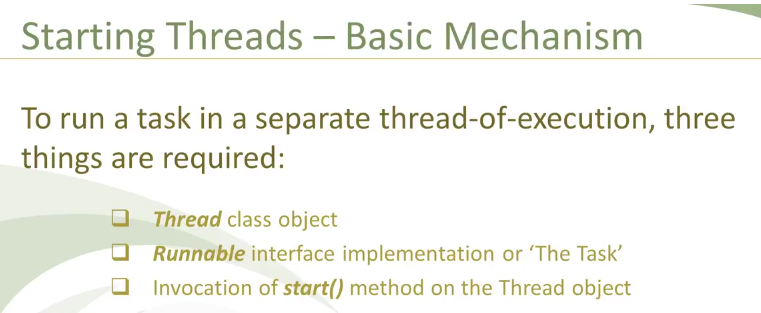 Starting Threads – Basic Mechanism
To run a task in a separate thread-of-execution, three
things are required:
❑ Thread class object
❑ Runnable interface implementation or ‘The Task’
❑ Invocation of start() method on the Thread object